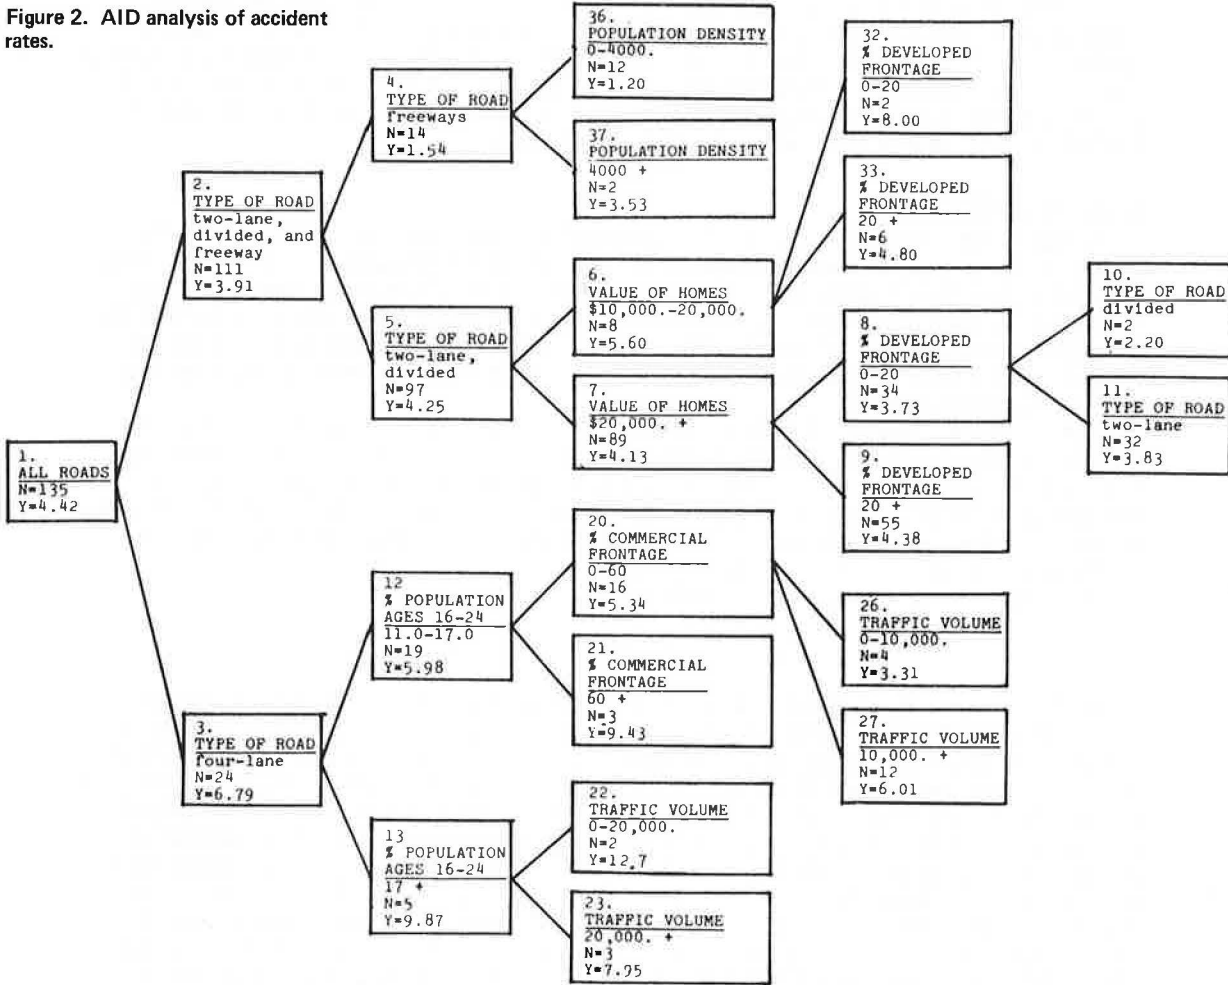 Figure 2. AID analysis of accident
rates.
1.
ALL ROADS
N=135
Y=4.42
2.
TYPE OF ROAD
two-lane,
divided, and
freeway
N=111
Y=3.91
3.
TYPE OF ROAD
four-lane
N=24
Y=6.79
4.
TYPE OF ROAD
freeways
N=14
Y=1.54
5.
TYPE OF ROAD
two-lane,
divided
N=97
Y=4.25
12
% POPULATION
AGES 16-24
11.0-17.0
N=19
Y=5.98
13
% POPULATION
AGES 16-24
17 +
N=5
Y=9.87
36.
POPULATION DENSITY
0-4000.
N=12
Y=1.20
37.
POPULATION DENSITY
4000 +
N=2
Y=3.53
6.
VALUE OF HOMES
$10,000.-20,000.
N=8
Y=5.60
7.
VALUE OF HOMES
$20,000. +
N=89
Y=4.13
20.
% COMMERCIAL
FRONTAGE
0-60
N=16
Y=5.34
21.
% COMMERCIAL
FRONTAGE
60 +
N=3
Y=9.43
22.
TRAFFIC VOLUME
0-20,000.
N=2
Y=12.7
23.
TRAFFIC VOLUME
20,000. +
N=3
Y=7.95
32.
% DEVELOPED
FRONTAGE
0-20
N=2
Y=8.00
33.
% DEVELOPED
FRONTAGE
20 +
N=6
Y=4.80
8.
% DEVELOPED
FRONTAGE
0-20
N=34
Y=3.73
9.
% DEVELOPED
FRONTAGE
20 +
N=55
Y=4.38
26.
TRAFFIC VOLUME
0-10,000.
N=4
Y=3.31
27.
TRAFFIC VOLUME
10,000. +
N=12
Y=6.01
10.
TYPE OF ROAD
divided
N=2
Y=2.20
11.
TYPE OF ROAD
two-lane
N=32
Y=3.83